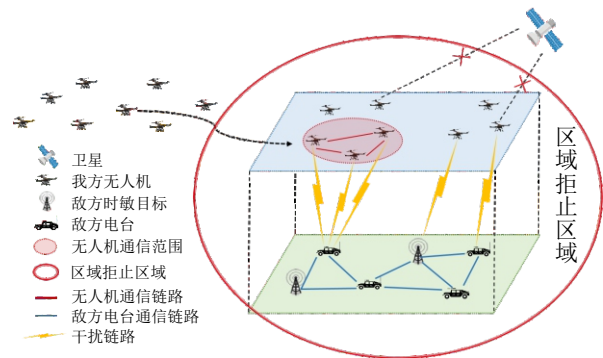 区域拒止区域
卫星
我方无人机
敌方时敏目标
敌方电台
无人机通信范围
区域拒止区域
无人机通信链路
敌方电台通信链路
干扰链路